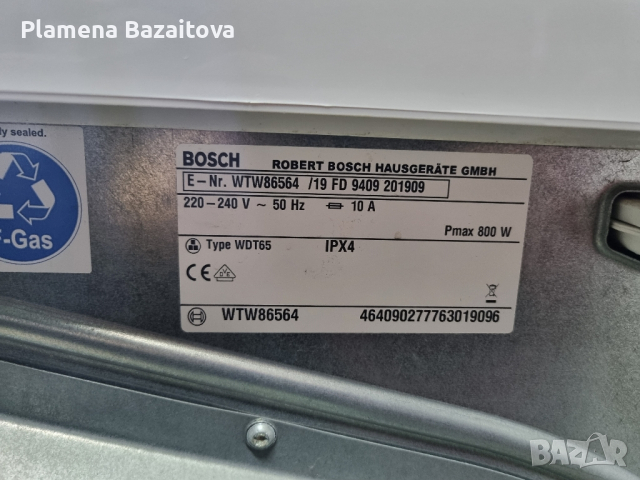 Plamena Bazaitova
ly sealed.
-Gas
BOSCH
ROBERT BOSCH HAUSGERÄTE GMBH
E-Nr. WTW86564 /19 FD 9409 201909
220-240 V ~ 50 Hz 10 A
Pmax 800 W
Type WDT65 IPX4
CE
WTW86564 464090277763019096
BAZAR